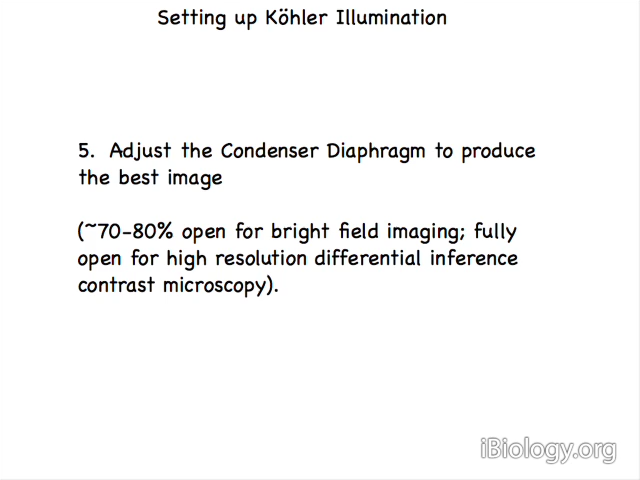 Setting up Köhler Illumination
5. Adjust the Condenser Diaphragm to produce
the best image
(~70-80% open for bright field imaging; fully
open for high resolution differential inference
contrast microscopy).
iBiology.org